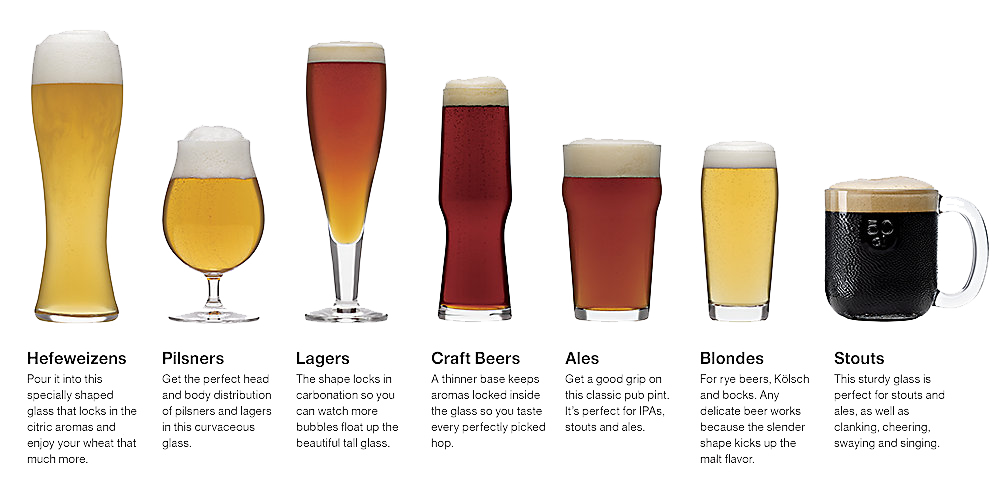 50
cl
Hefeweizens
Pour it into this
specially shaped
glass that locks in the
citric aromas and
enjoy your wheat that
much more.
Pilsners
Get the perfect head
and body distribution
of pilsners and lagers
in this curvaceous
glass.
Lagers
The shape locks in
carbonation so you
can watch more
bubbles float up the
beautiful tall glass.
Craft Beers
A thinner base keeps
aromas locked inside
the glass so you taste
every perfectly picked
hop.
Ales
Get a good grip on
this classic pub pint.
It's perfect for IPAs,
stouts and ales.
Blondes
For rye beers, Kölsch
and bocks. Any
delicate beer works
because the slender
shape kicks up the
malt flavor.
Stouts
This sturdy glass is
perfect for stouts and
ales, as well as
clanking, cheering,
swaying and singing.